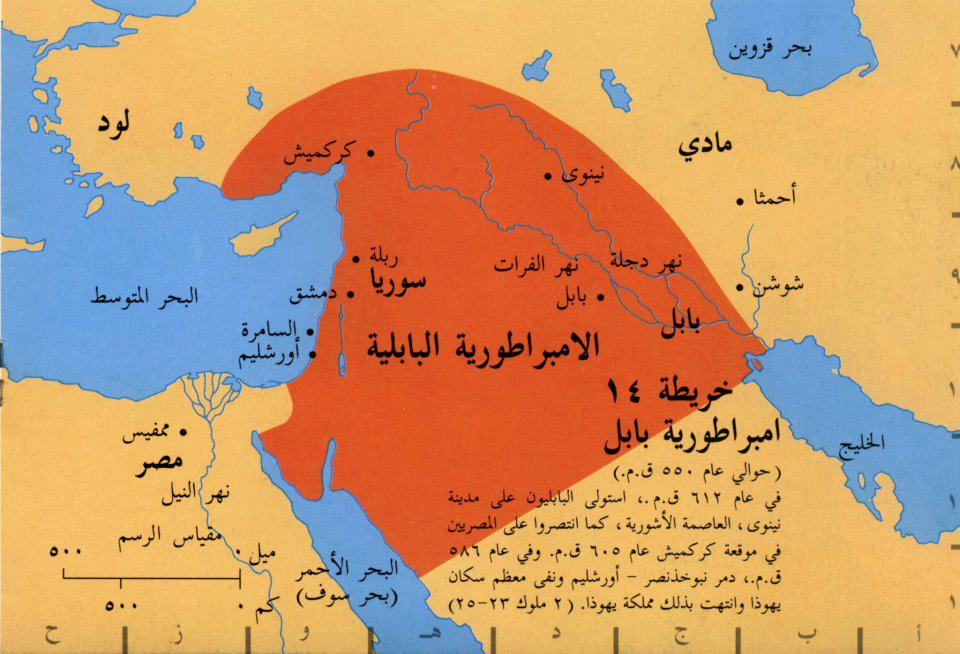 بحر قزوين
لود
مادي
كركميش
نينوى
أحمثا
ربلة
سوريا
دمشق
نهر الفرات
نهر دجلة
شوشن
بابل
بابل
البحر المتوسط
السامرة
أورشليم
الامبراطورية البابلية
خريطة ١٤
امبراطورية بابل
(حوالي عام ٥٥٠ ق.م.)
في عام ٦١٢ ق.م.، استولى البابليون على مدينة
نينوى، العاصمة الأشورية، كما انتصروا على المصريين
في موقعة كركميش عام ٦٠٥ ق.م. وفي عام ٥٨٦
ق.م.، دمر نبوخذنصر - أورشليم ونفى معظم سكان
يهوذا وانتهت بذلك مملكة يهوذا. (٢ ملوك ٢٣-٢٥)
الخليج
ممفيس
مصر
نهر النيل
مقياس الرسم
٥٠٠ ٠ ميل
٥٠٠ ٠ كم
البحر الأحمر
(بحر سوف)
٧
٨
٩
أ ب ج د هـ و ز ح